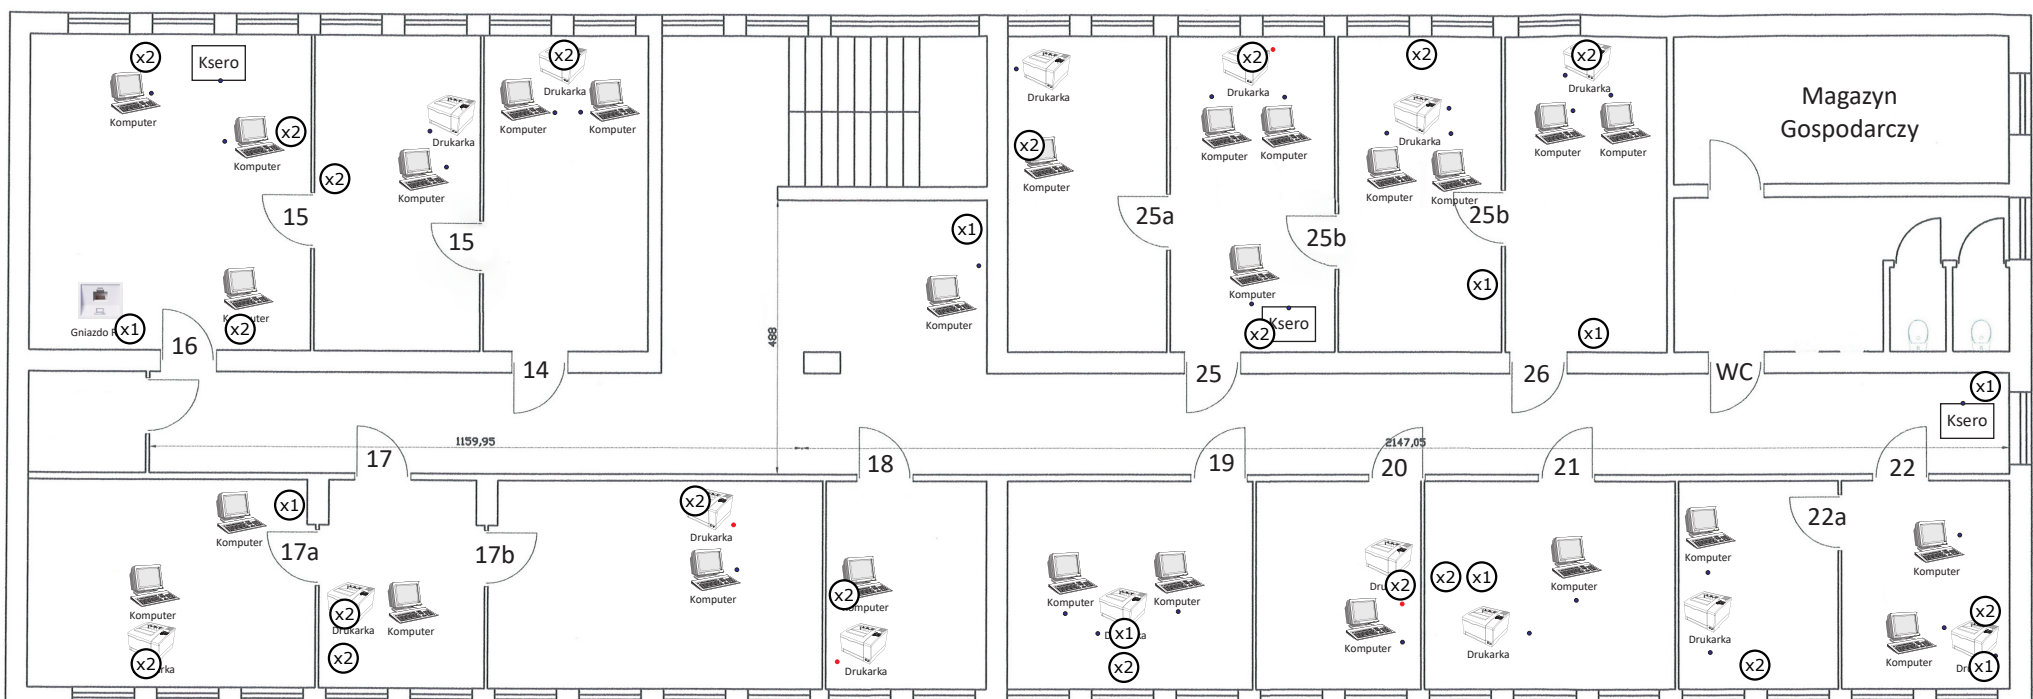 x2
Ksero
Komputer
x2
Komputer
15
Komputer
Gniazdo
x1
x2
16
x2
Drukarka
Komputer
15
x2
Drukarka
Komputer
Komputer
14
488
x1
Komputer
Drukarka
x2
Komputer
25a
x2
Drukarka
Komputer
Komputer
25b
Komputer
Ksero
x2
25
x2
Drukarka
Komputer
Komputer
25b
x1
x2
Drukarka
Komputer
Komputer
x1
26
Magazyn
Gospodarczy
WC
x1
Ksero
1159,95
2147,05
17
18
19
20
21
22
Komputer
x1
17a
Komputer
x2
x2
Drukarka
Komputer
x2
17b
x2
Drukarka
Komputer
x2
Komputer
Drukarka
Komputer
Komputer
x1
x2
x2
Komputer
x2
x1
Komputer
Drukarka
Komputer
22a
Drukarka
x2
Komputer
Komputer
x2
x1